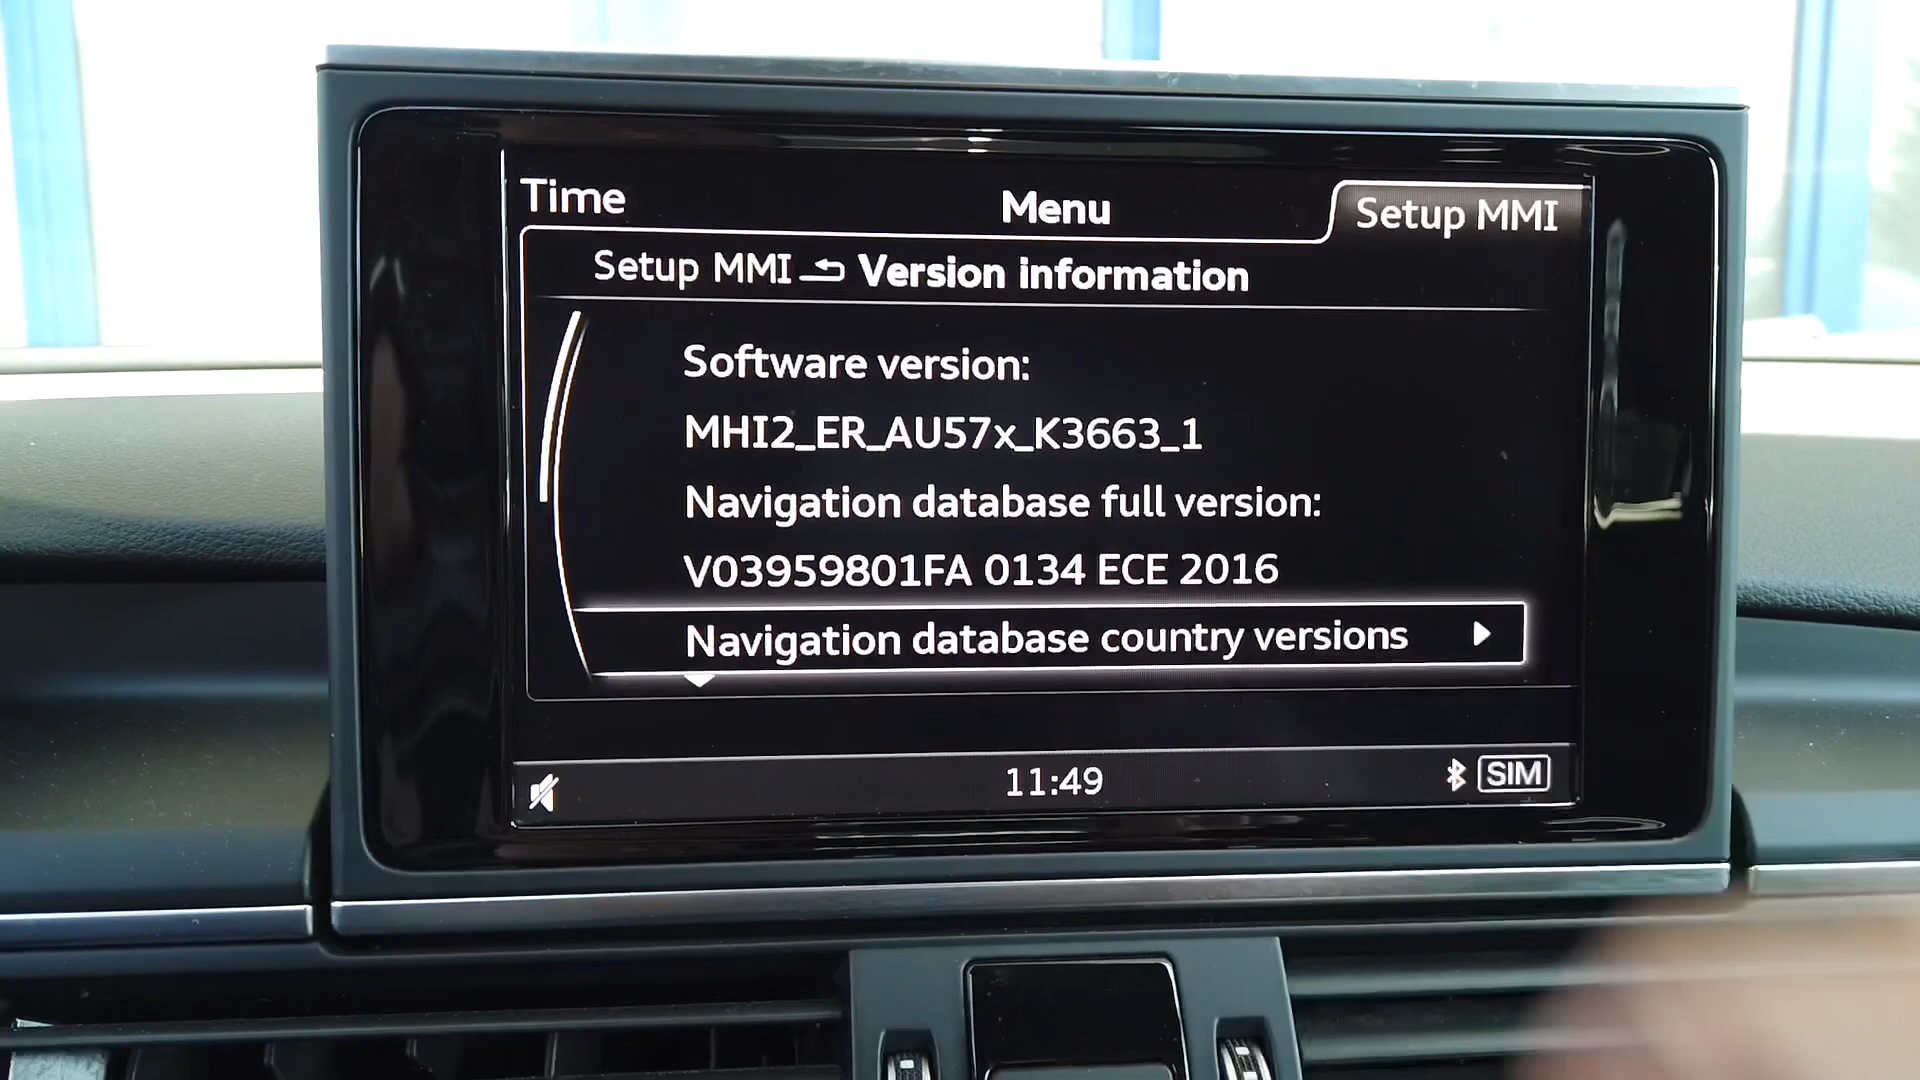 Time Menu Setup MMI
Setup MMI Version information
Software version:
MHI2_ER_AU57x_K3663_1
Navigation database full version:
V03959801FA 0134 ECE 2016
Navigation database country versions
11:49 SIM